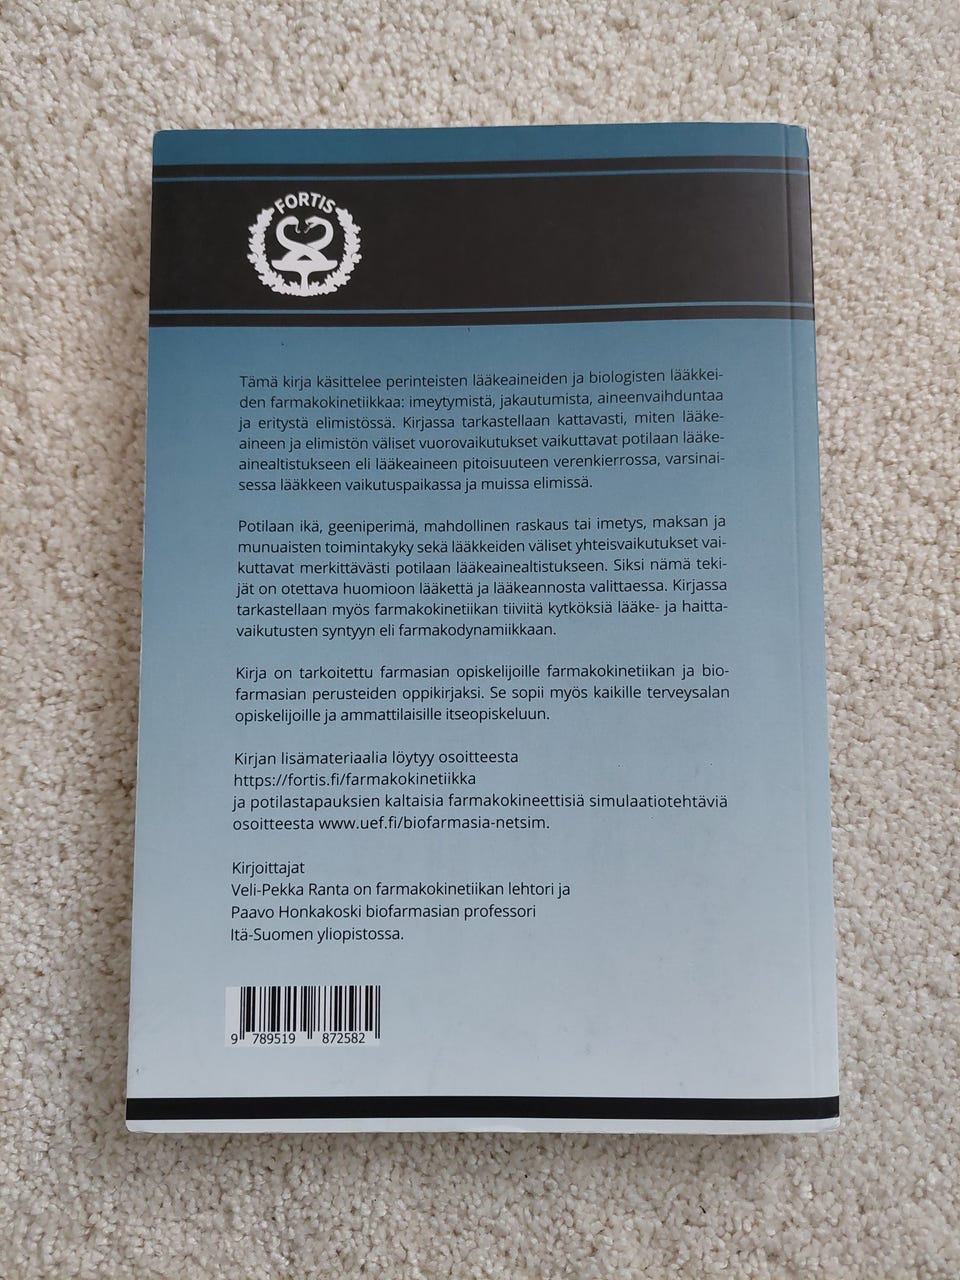 FORTIS
Tämä kirja käsittelee perinteisten lääkeaineiden ja biologisten lääkkei-
den farmakokinetiikkaa: imeytymistä, jakautumista, aineenvaihduntaa
ja eritystä elimistössä. Kirjassa tarkastellaan kattavasti, miten lääke-
aineen ja elimistön väliset vuorovaikutukset vaikuttavat potilaan lääke-
ainealtistukseen eli lääkeaineen pitoisuuteen verenkierrossa, varsinai-
sessa lääkkeen vaikutuspaikassa ja muissa elimissä.
Potilaan ikä, geeniperimä, mahdollinen raskaus tai imetys, maksan ja
munuaisten toimintakyky sekä lääkkeiden väliset yhteisvaikutukset vai-
kuttavat merkittävästi potilaan lääkeainealtistukseen. Siksi nämä teki-
jät on otettava huomioon lääkettä ja lääkeannosta valittaessa. Kirjassa
tarkastellaan myös farmakokinetiikan tiiviitä kytköksiä lääke- ja haitta-
vaikutusten syntyyn eli farmakodynamiikkaan.
Kirja on tarkoitettu farmasian opiskelijoille farmakokinetiikan ja bio-
farmasian perusteiden oppikirjaksi. Se sopii myös kaikille terveysalan
opiskelijoille ja ammattilaisille itseopiskeluun.
Kirjan lisämateriaalia löytyy osoitteesta
https://fortis.fi/farmakokinetiikka
ja potilastapauksien kaltaisia farmakokineettisiä simulaatiotehtäviä
osoitteesta www.uef.fi/biofarmasia-netsim.
Kirjoittajat
Veli-Pekka Ranta on farmakokinetiikan lehtori ja
Paavo Honkakoski biofarmasian professori
Itä-Suomen yliopistossa.
9 789519 872582